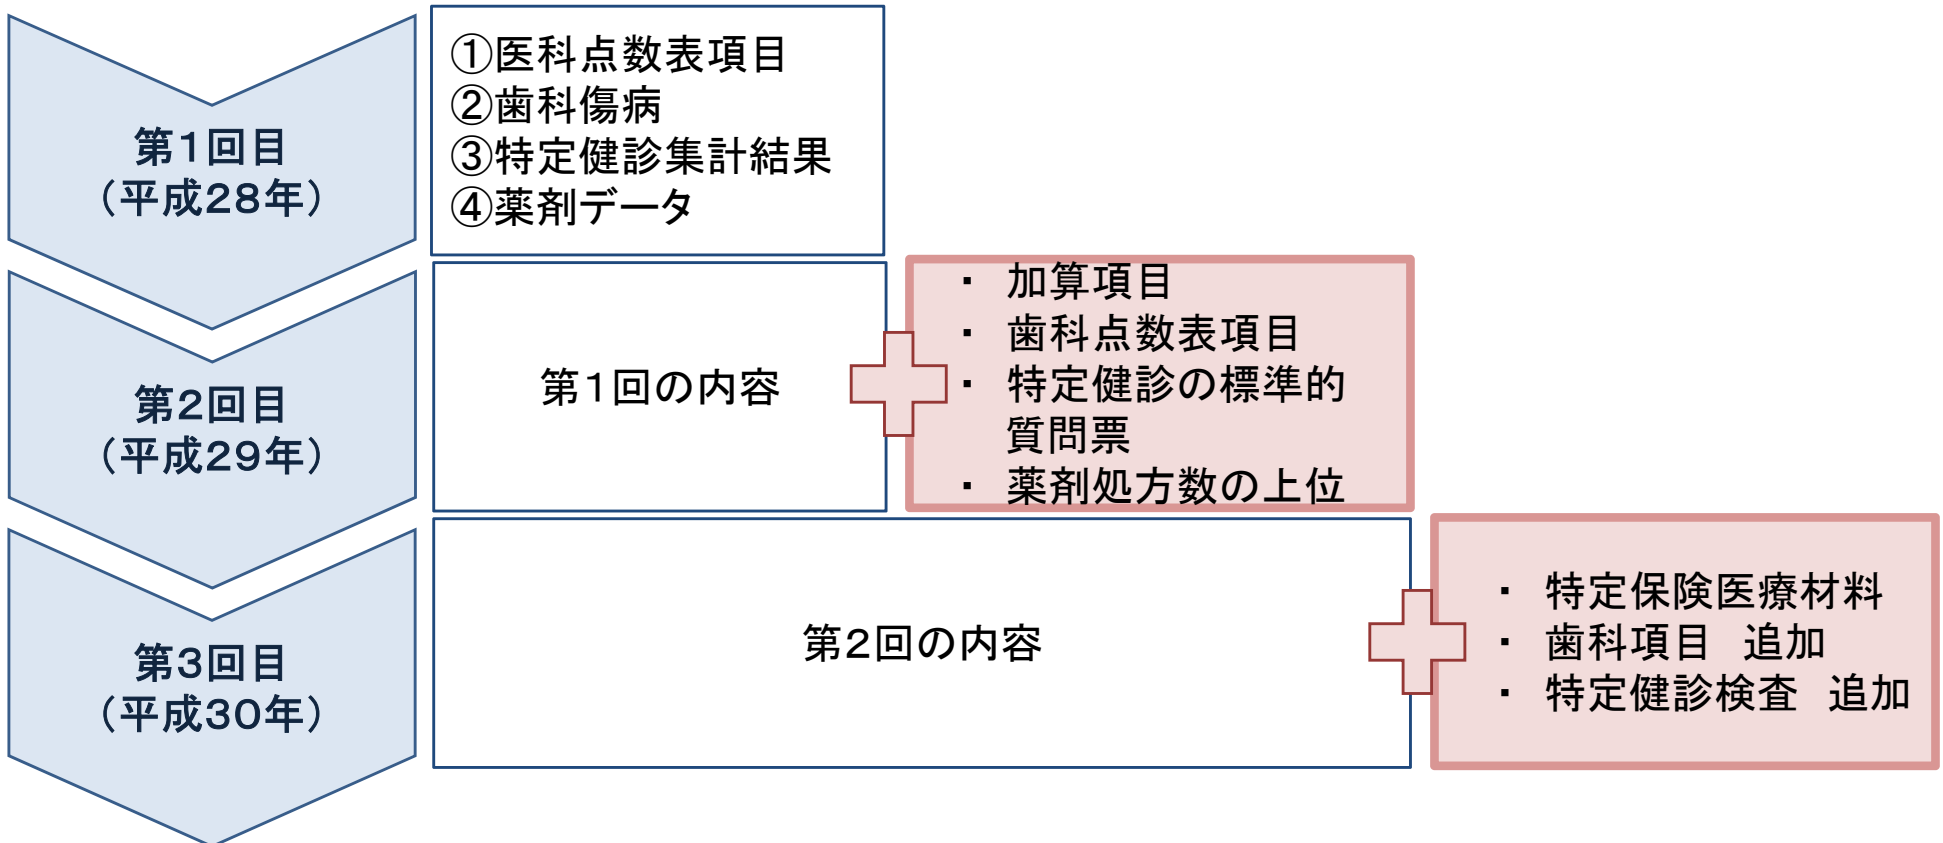 第1回目
（平成28年）
①医科点数表項目
②歯科傷病
③特定健診集計結果
④薬剤データ
第2回目
（平成29年）
第1回の内容
・ 加算項目
・ 歯科点数表項目
・ 特定健診の標準的
質問票
・ 薬剤処方数の上位
第3回目
（平成30年）
第2回の内容
・ 特定保険医療材料
・ 歯科項目　追加
・ 特定健診検査　追加